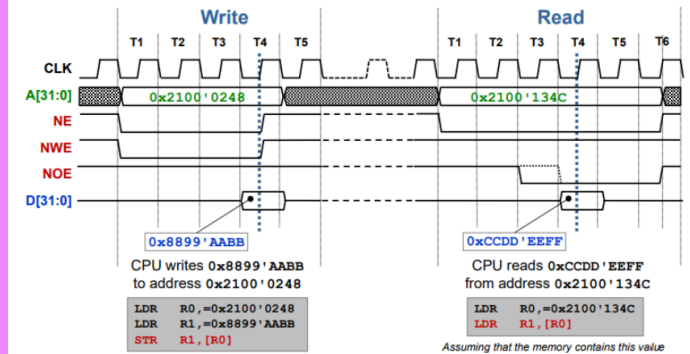 Write
Read
T1 T2 T3 T4 T5
T1 T2 T3 T4 T5 T6
CLK
A[31:0]
0x2100'0248
0x2100'134C
NE
NWE
NOE
D[31:0]
0x8899'AABB
0xCCDD'EEFF
CPU writes 0x8899'AABB
to address 0x2100'0248
CPU reads 0xCCDD'EEFF
from address 0x2100'134C
LDR R0,=0x2100'0248
LDR R1,=0x8899'AABB
STR R1,[R0]
LDR R0,=0x2100'134C
LDR R1,[R0]
Assuming that the memory contains this value